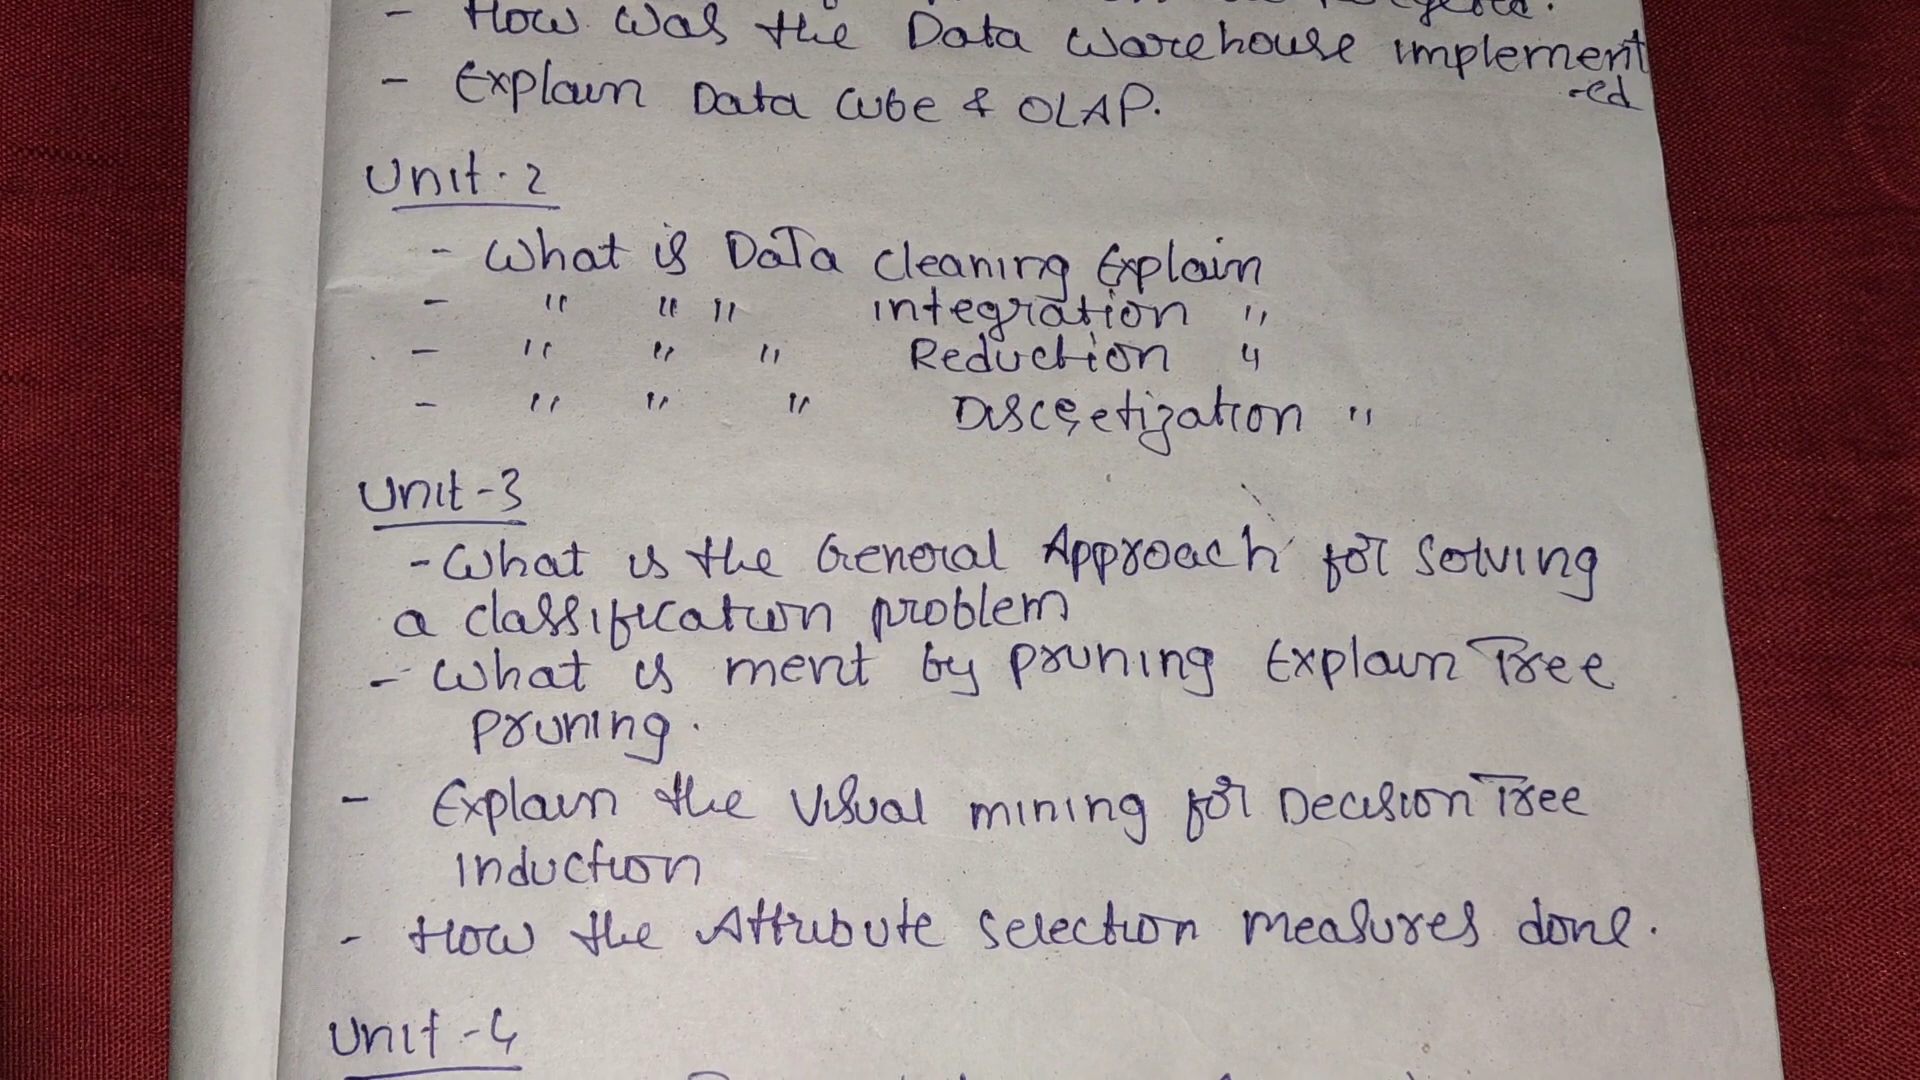 - How was the Data warehouse implement
-ed
- Explain Data Cube & OLAP.
Unit-2
- What is Data cleaning Explain
- " " " integration "
- " " " Reduction "
- " " " Discretization "
Unit-3
- What is the General Approach for solving
a classification problem
- What is ment by pruning Explain Tree
pruning.
- Explain the Visual mining for Decision Tree
induction
- How the Attribute selection measures done.
Unit-4